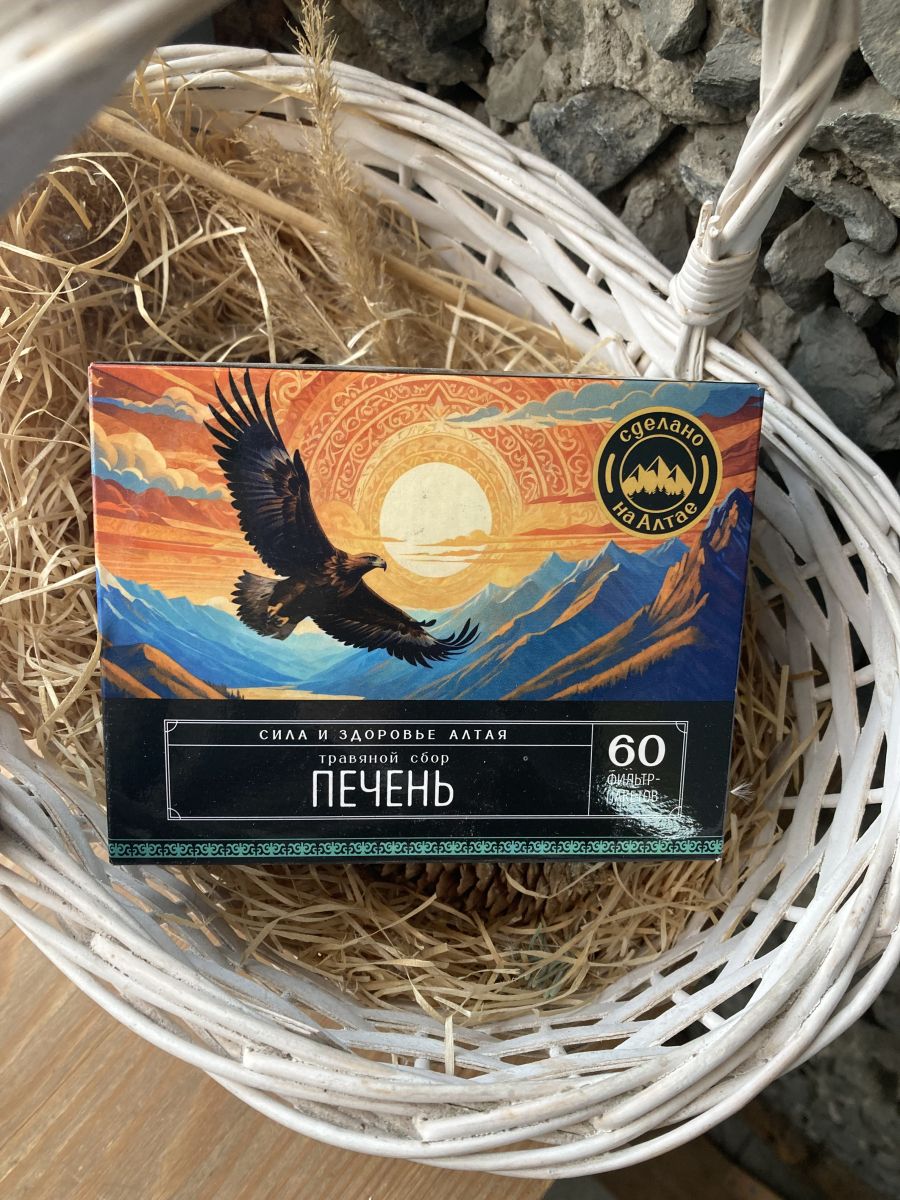 сделано
на Алтае
СИЛА И ЗДОРОВЬЕ АЛТАЯ
травяной сбор
ПЕЧЕНЬ
60
ФИЛЬТР-
ПАКЕТОВ